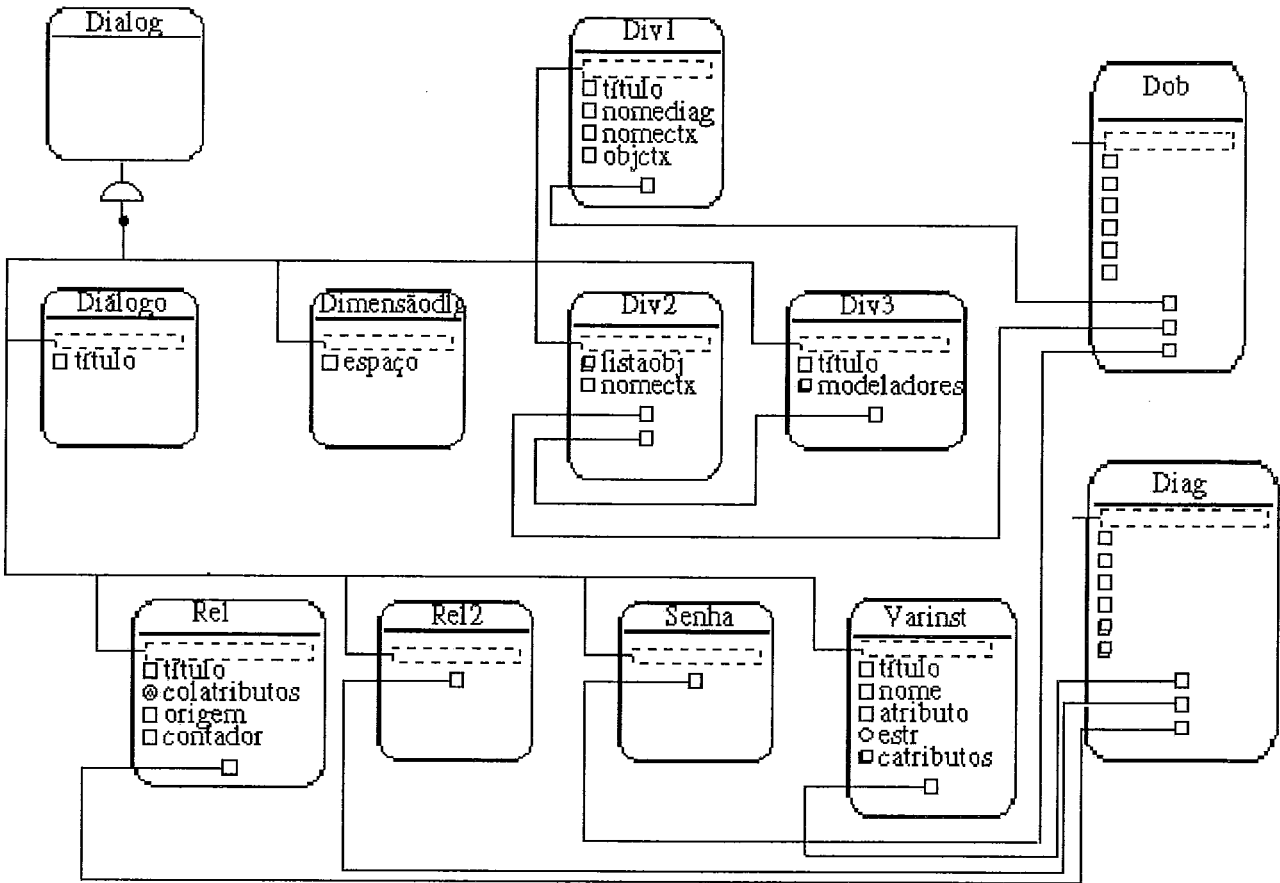 Dialog
Div1
título
nomediag
nomectx
objctx
Dob
Diálogo
título
Dimensãodlg
espaço
Div2
listaobj
nomectx
Div3
título
modeladores
Diag
Rel
título
colatributos
origem
contador
Rel2
Senha
Varinst
título
nome
atributo
estr
catributos